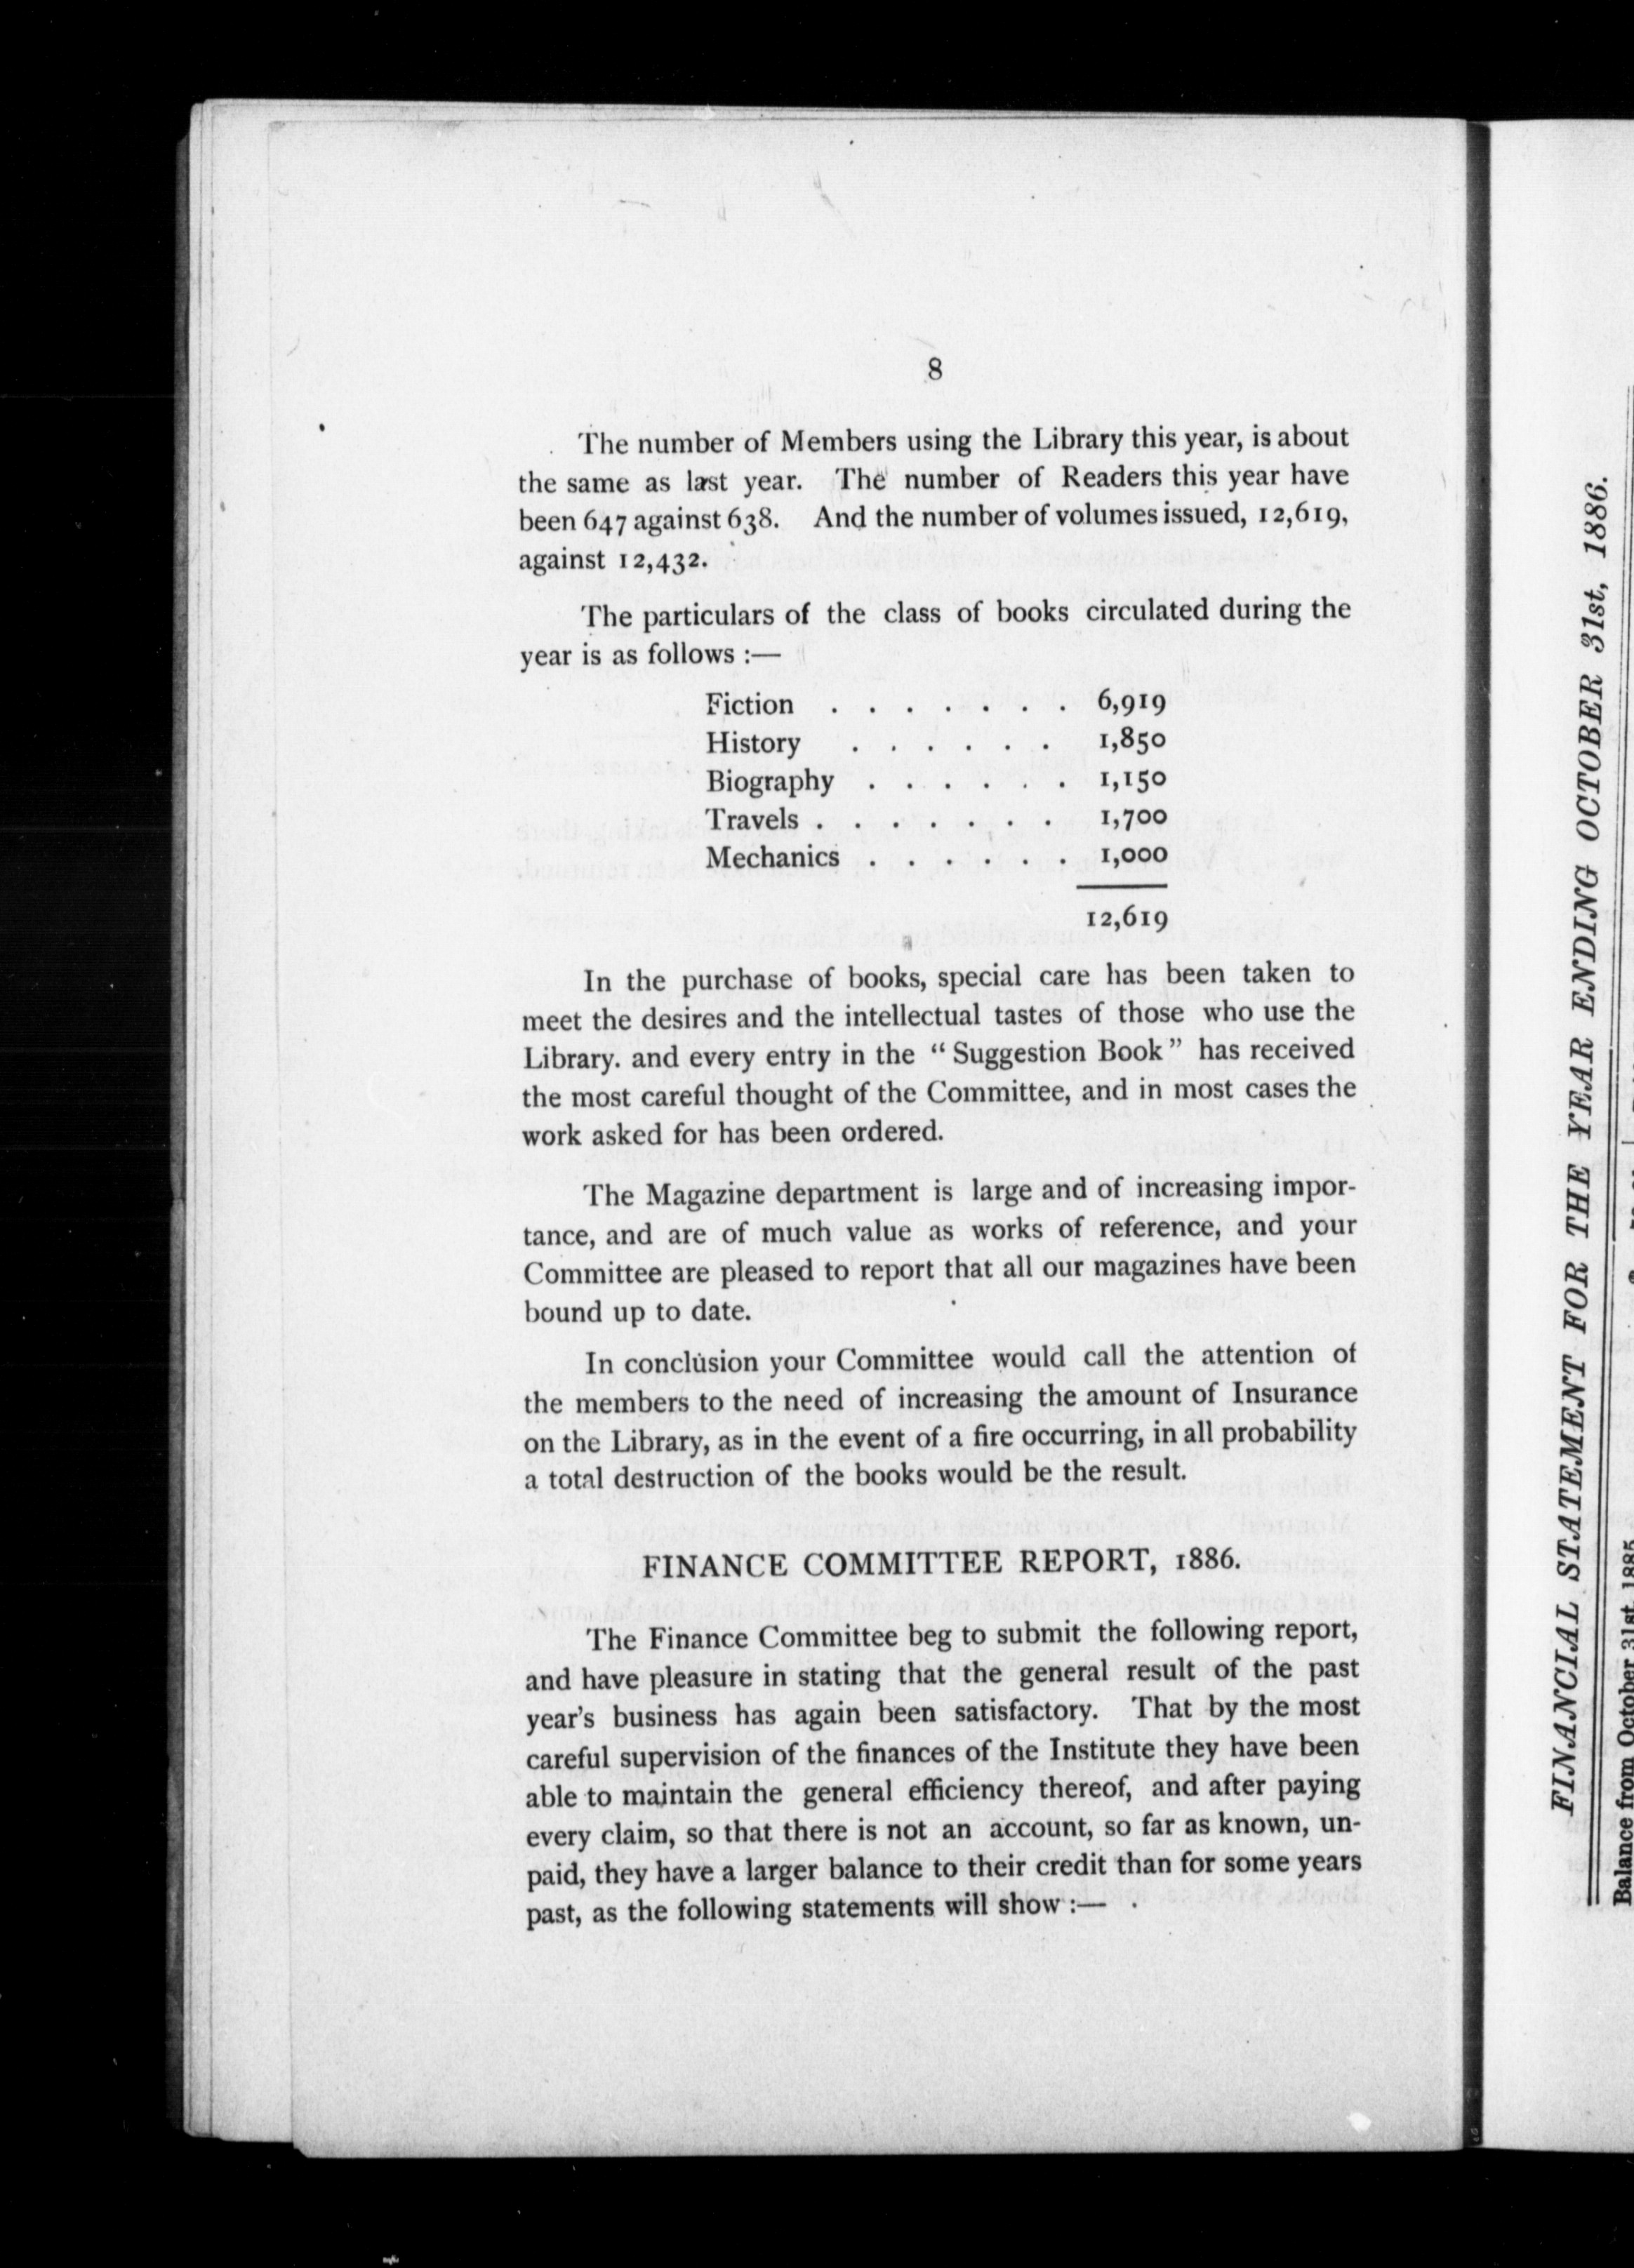 8
The number of Members using the Library this year, is about
the same as last year. The number of Readers this year have
been 647 against 638. And the number of volumes issued, 12,619,
against 12,432.
The particulars of the class of books circulated during the
year is as follows :—
Fiction . . . . . . . 6,919
History . . . . . . 1,850
Biography . . . . . . 1,150
Travels . . . . . . . 1,700
Mechanics . . . . . . 1,000
12,619
In the purchase of books, special care has been taken to
meet the desires and the intellectual tastes of those who use the
Library. and every entry in the “ Suggestion Book ” has received
the most careful thought of the Committee, and in most cases the
work asked for has been ordered.
The Magazine department is large and of increasing impor-
tance, and are of much value as works of reference, and your
Committee are pleased to report that all our magazines have been
bound up to date.
In conclusion your Committee would call the attention of
the members to the need of increasing the amount of Insurance
on the Library, as in the event of a fire occurring, in all probability
a total destruction of the books would be the result.
FINANCE COMMITTEE REPORT, 1886.
The Finance Committee beg to submit the following report,
and have pleasure in stating that the general result of the past
year's business has again been satisfactory. That by the most
careful supervision of the finances of the Institute they have been
able to maintain the general efficiency thereof, and after paying
every claim, so that there is not an account, so far as known, un-
paid, they have a larger balance to their credit than for some years
past, as the following statements will show :—
FINANCIAL STATEMENT FOR THE YEAR ENDING OCTOBER 31st, 1886.
Balance from October 31st, 1885